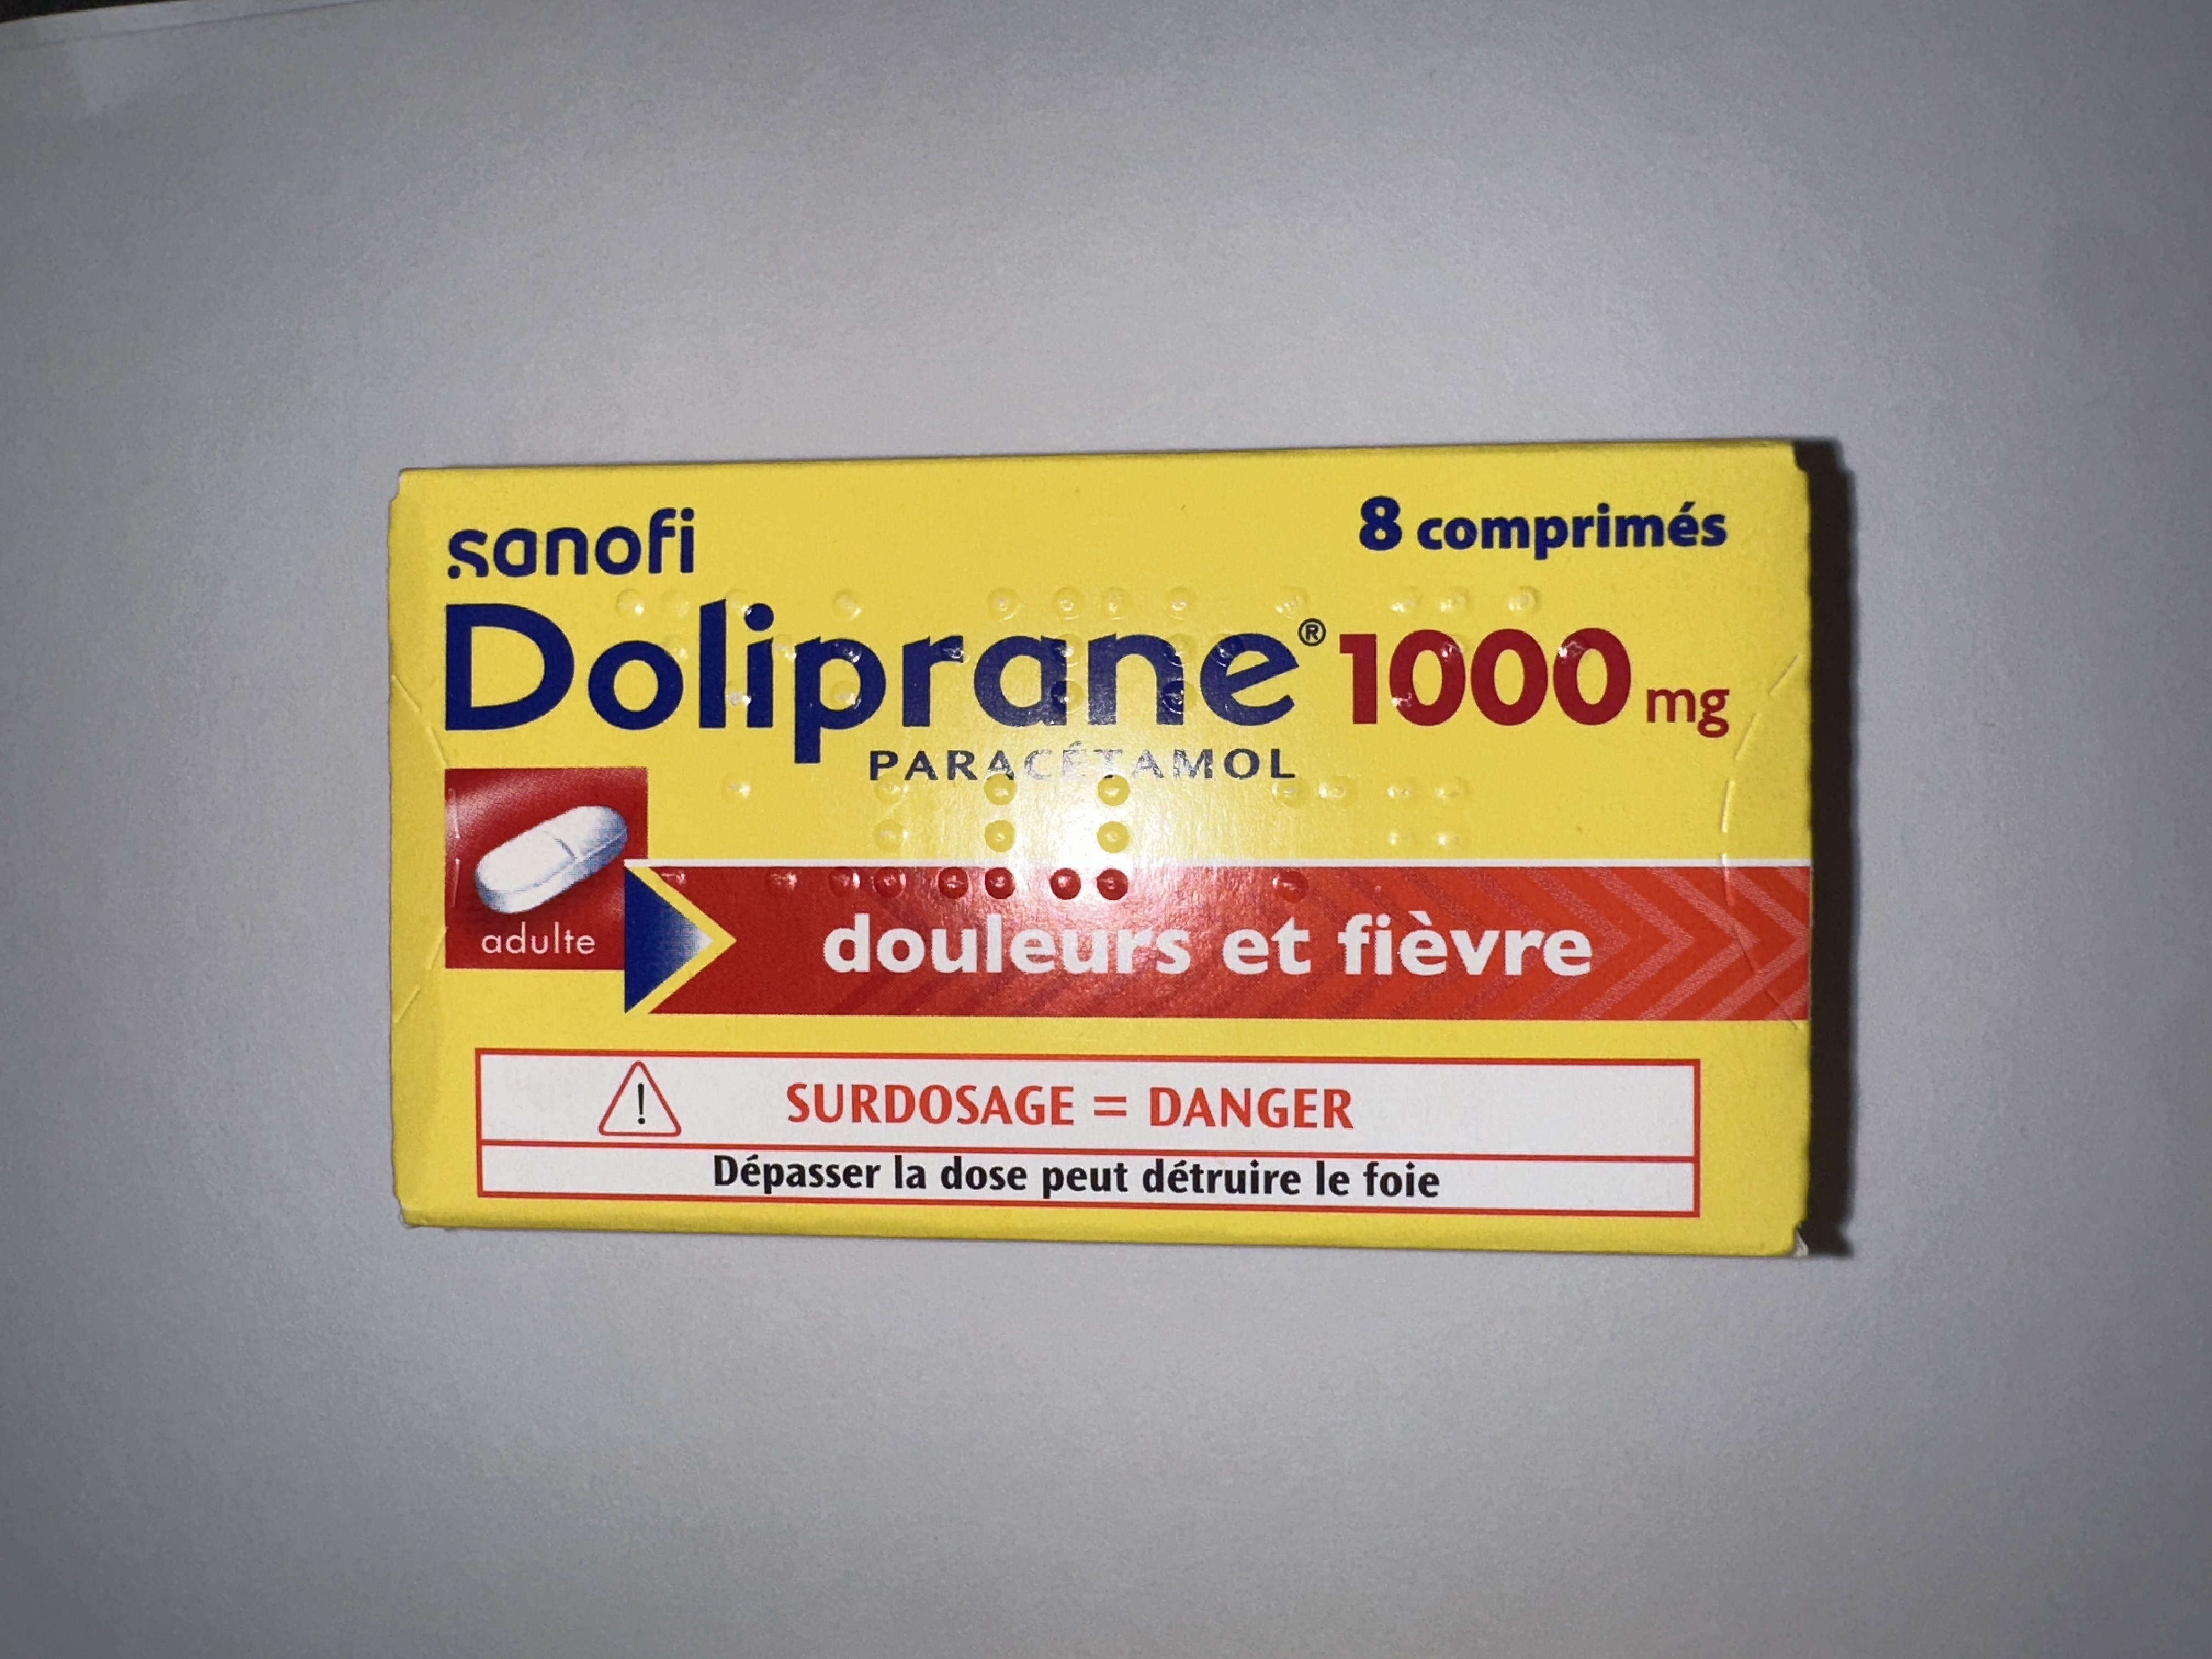 sanofi
8 comprimés
Doliprane® 1000 mg
PARACÉTAMOL
adulte
douleurs et fièvre
! SURDOSAGE = DANGER
Dépasser la dose peut détruire le foie